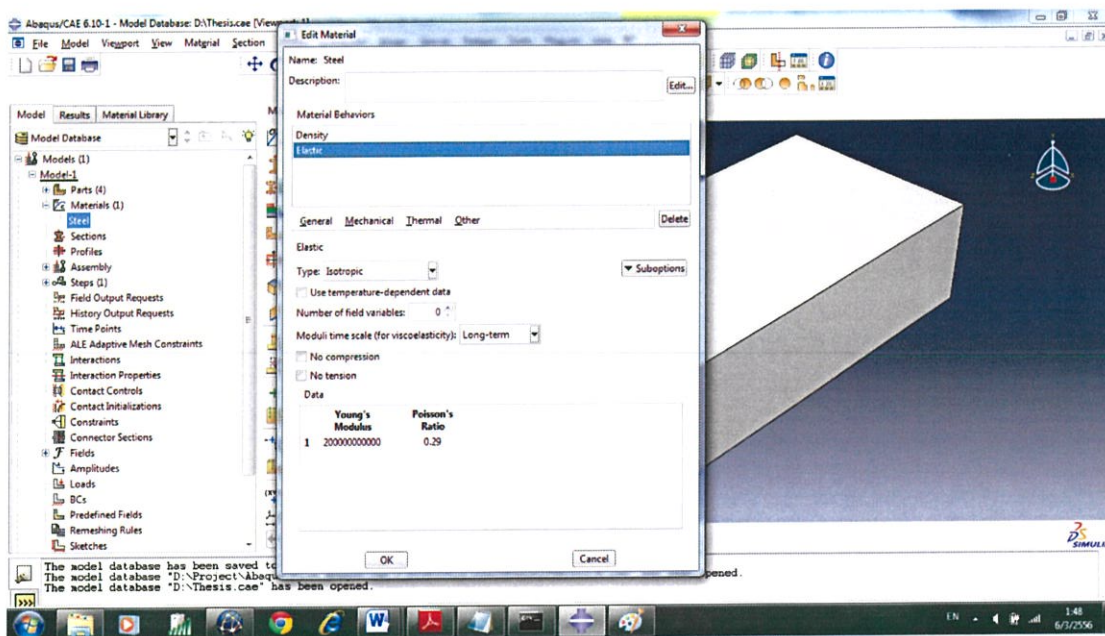 Abaqus/CAE 6.10-1 - Model Database: D:\Thesis.cae [Viewport: 1]
File Model Viewport View Material Section
Model Results Material Library
Model Database
Models (1)
Model-1
Parts (4)
Materials (1)
Steel
Sections
Profiles
Assembly
Steps (1)
Field Output Requests
History Output Requests
Time Points
ALE Adaptive Mesh Constraints
Interactions
Interaction Properties
Contact Controls
Contact Initializations
Constraints
Connector Sections
Fields
Amplitudes
Loads
BCs
Predefined Fields
Remeshing Rules
Sketches
Edit Material
Name: Steel
Description:
Edit...
Material Behaviors
Density
Elastic
General Mechanical Thermal Other
Delete
Elastic
Type: Isotropic
Suboptions
Use temperature-dependent data
Number of field variables: 0
Moduli time scale (for viscoelasticity): Long-term
No compression
No tension
Data
Young's Poisson's
Modulus Ratio
1 200000000000 0.29
OK Cancel
DS
SIMULI
The model database has been saved to
The model database "D:\Project\Abaq pened.
The model database "D:\Thesis.cae" has been opened.
>>>
EN
1:48
6/3/2556